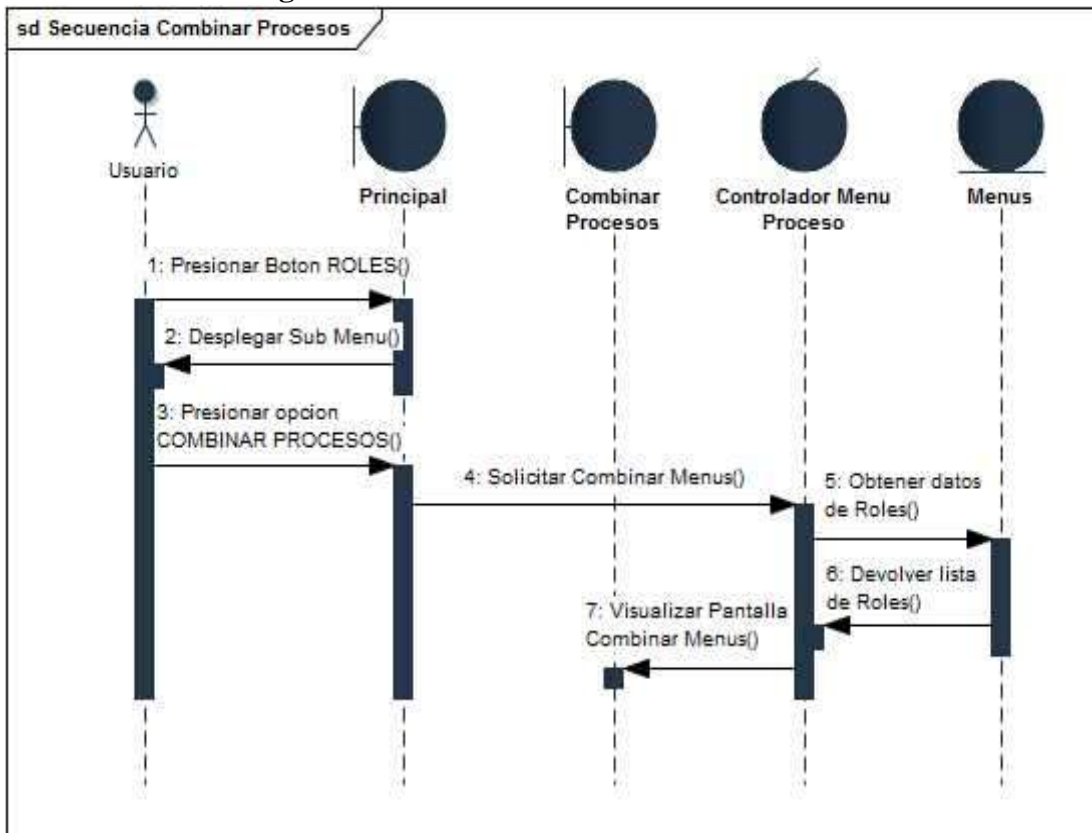 sd Secuencia Combinar Procesos
Usuario
Principal
Combinar
Procesos
Controlador Menu
Proceso
Menus
1: Presionar Boton ROLES()
2: Desplegar Sub Menu()
3: Presionar opcion
COMBINAR PROCESOS()
4: Solicitar Combinar Menus()
5: Obtener datos
de Roles()
6: Devolver lista
de Roles()
7: Visualizar Pantalla
Combinar Menus()